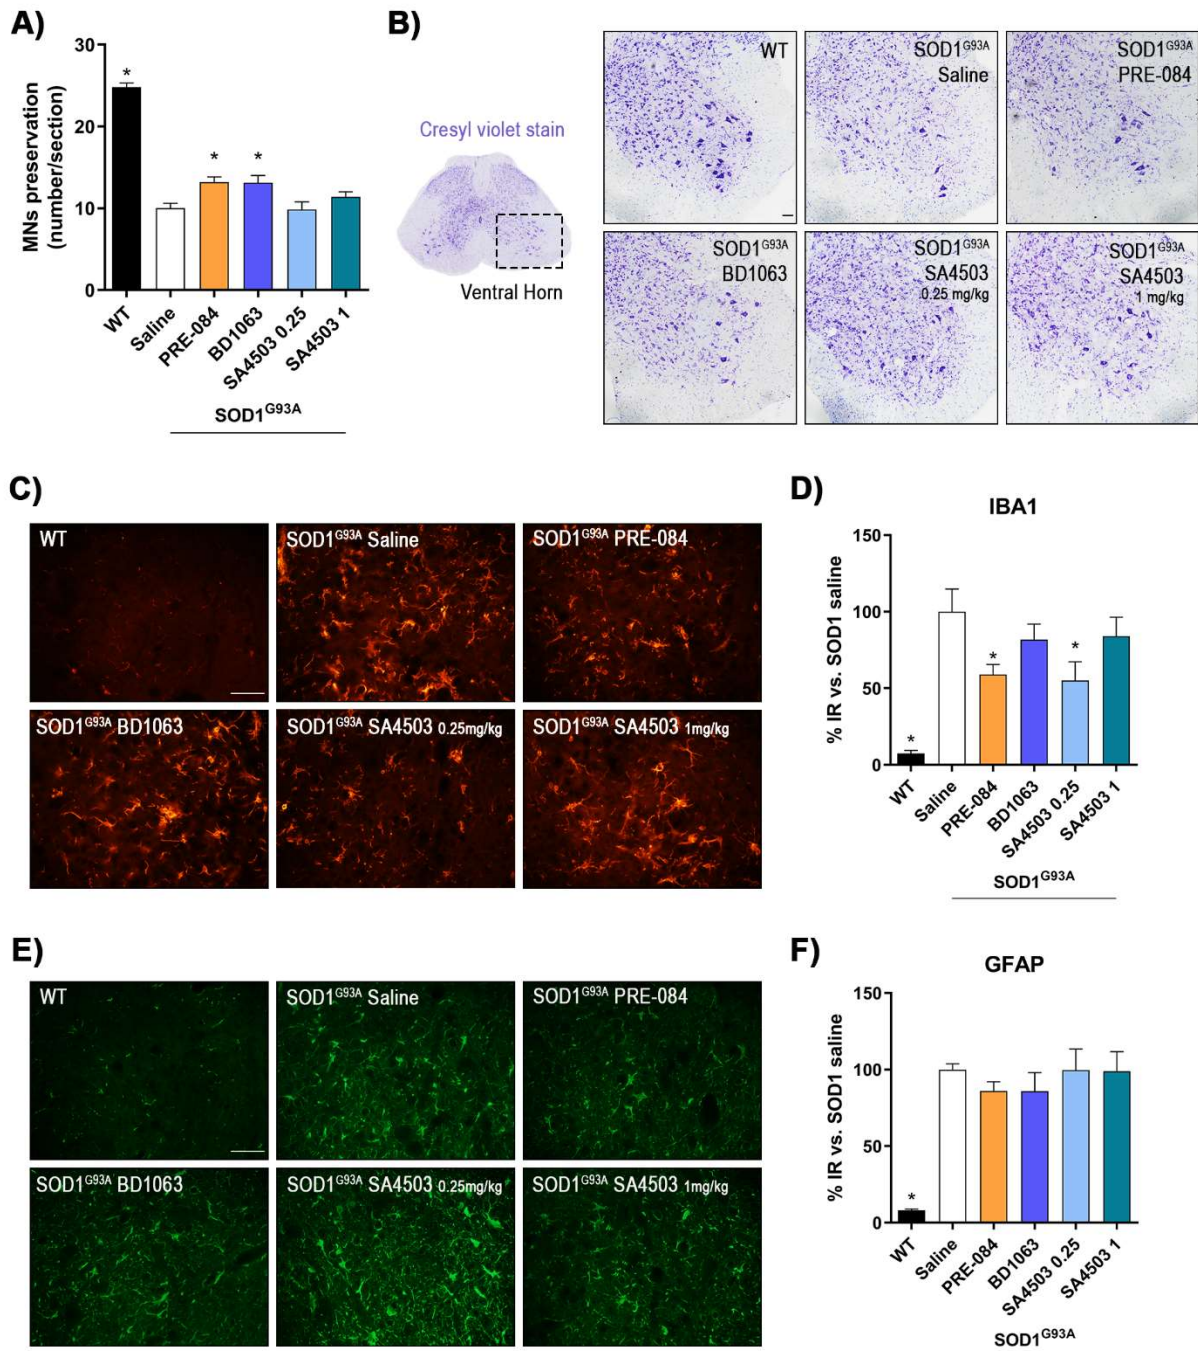 A)
30
20
10
0
MNs preservation
(number/section)
*
*
*
WT
Saline
PRE-084
BD1063
SA4503 0.25
SA4503 1
SOD1G93A
B)
Cresyl violet stain
Ventral Horn
WT
SOD1G93A
Saline
SOD1G93A
PRE-084
SOD1G93A
BD1063
SOD1G93A
SA4503
0.25 mg/kg
SOD1G93A
SA4503
1 mg/kg
C)
WT
SOD1G93A Saline
SOD1G93A PRE-084
SOD1G93A BD1063
SOD1G93A SA4503 0.25mg/kg
SOD1G93A SA4503 1mg/kg
D)
IBA1
150
100
50
0
% IR vs. SOD1 saline
*
*
*
WT
Saline
PRE-084
BD1063
SA4503 0.25
SA4503 1
SOD1G93A
E)
WT
SOD1G93A Saline
SOD1G93A PRE-084
SOD1G93A BD1063
SOD1G93A SA4503 0.25mg/kg
SOD1G93A SA4503 1mg/kg
F)
GFAP
150
100
50
0
% IR vs. SOD1 saline
*
WT
Saline
PRE-084
BD1063
SA4503 0.25
SA4503 1
SOD1G93A